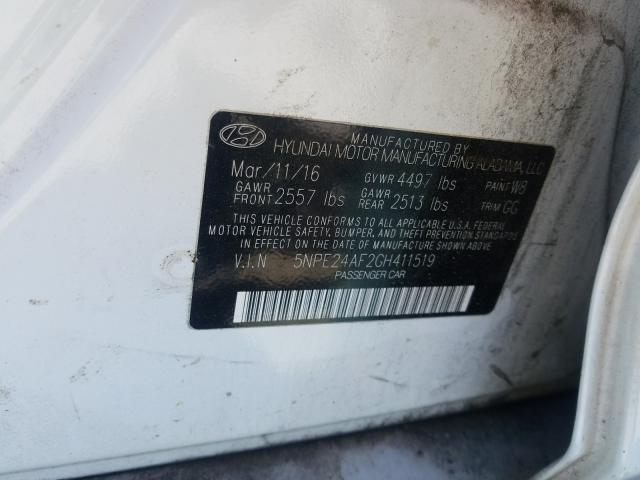 MANUFACTURED BY
HYUNDAI MOTOR MANUFACTURING ALABAMA, LLC
Mar/11/16 GVWR 4497 lbs PAINT W8
GAWR FRONT 2557 lbs GAWR REAR 2513 lbs TRIM GG
THIS VEHICLE CONFORMS TO ALL APPLICABLE U.S.A. FEDERAL
MOTOR VEHICLE SAFETY, BUMPER, AND THEFT PREVENTION STANDARDS
IN EFFECT ON THE DATE OF MANUFACTURE SHOWN ABOVE.
V.I.N 5NPE24AF2GH411519
PASSENGER CAR